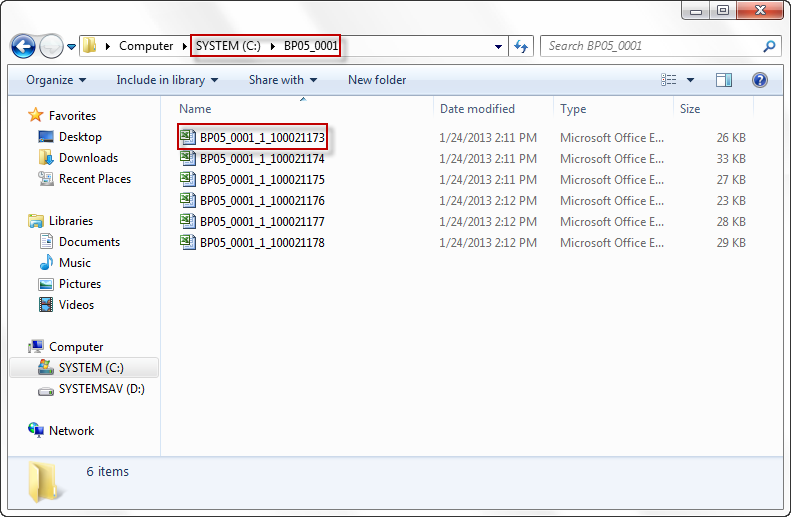 Computer SYSTEM (C:) BP05_0001 Search BP05_0001
Organize Include in library Share with New folder
Name Date modified Type Size
Favorites
Desktop
Downloads
Recent Places
Libraries
Documents
Music
Pictures
Videos
Computer
SYSTEM (C:)
SYSTEMSAV (D:)
Network
BP05_0001_1_100021173 1/24/2013 2:11 PM Microsoft Office E... 26 KB
BP05_0001_1_100021174 1/24/2013 2:11 PM Microsoft Office E... 33 KB
BP05_0001_1_100021175 1/24/2013 2:11 PM Microsoft Office E... 27 KB
BP05_0001_1_100021176 1/24/2013 2:12 PM Microsoft Office E... 23 KB
BP05_0001_1_100021177 1/24/2013 2:12 PM Microsoft Office E... 28 KB
BP05_0001_1_100021178 1/24/2013 2:12 PM Microsoft Office E... 29 KB
6 items